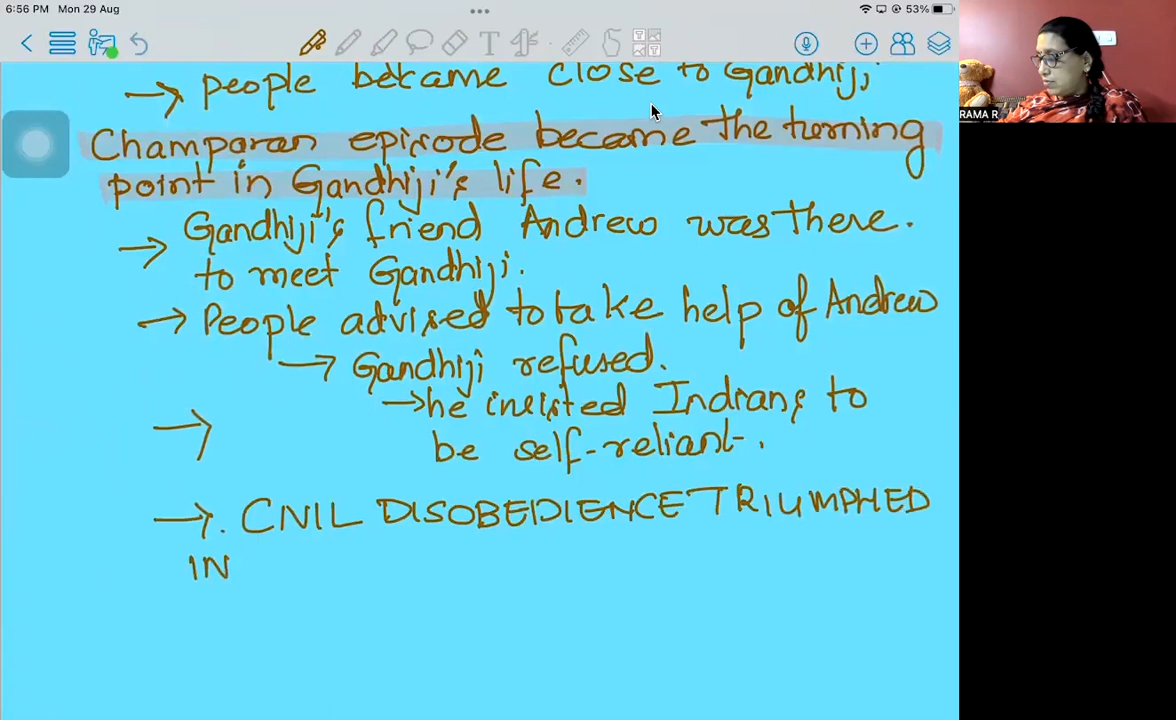 6:56 PM Mon 29 Aug
53%
→ people became close to Gandhiji
Champaran episode became the turning
point in Gandhiji's life.
→ Gandhiji's friend Andrew was there.
to meet Gandhiji.
→ People advised to take help of Andrew
→ Gandhiji refused.
→ he insisted Indians to
be self-reliant.
→
→. CIVIL DISOBEDIENCE TRIUMPHED
IN
RAMA R